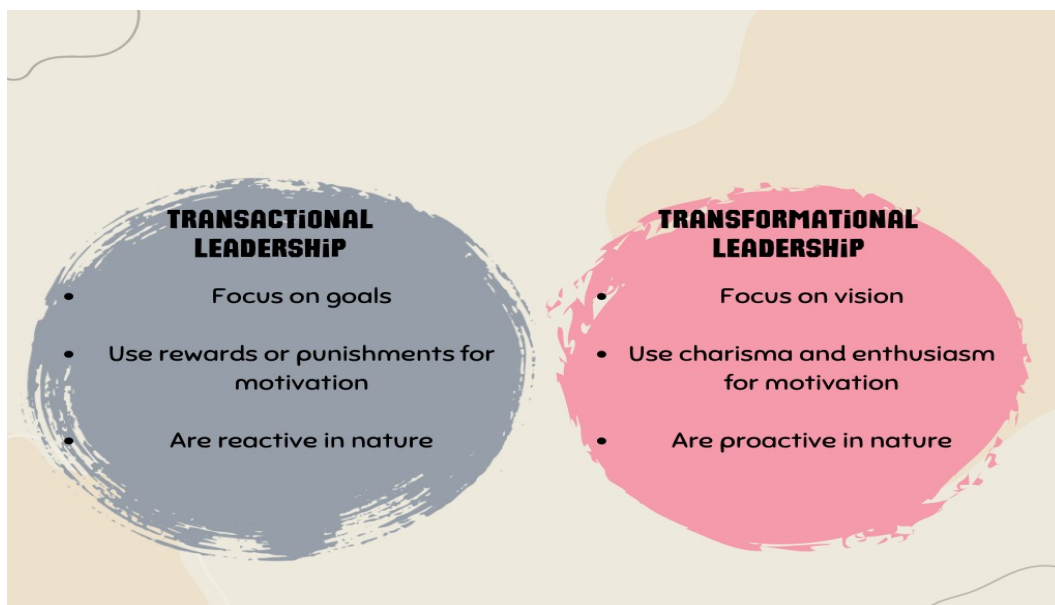 TRANSACTiONAL
LEADERSHiP
• Focus on goals
• Use rewards or punishments for
motivation
• Are reactive in nature
TRANSFORMATiONAL
LEADERSHiP
• Focus on vision
• Use charisma and enthusiasm
for motivation
• Are proactive in nature